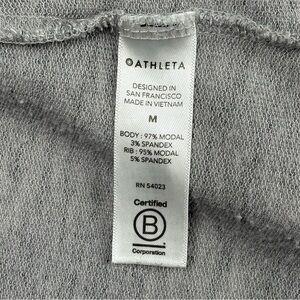 ATHLETA
DESIGNED IN
SAN FRANCISCO
MADE IN VIETNAM
M
BODY : 97% MODAL
3% SPANDEX
RIB : 95% MODAL
5% SPANDEX
RN 54023
Certified
B
Corporation